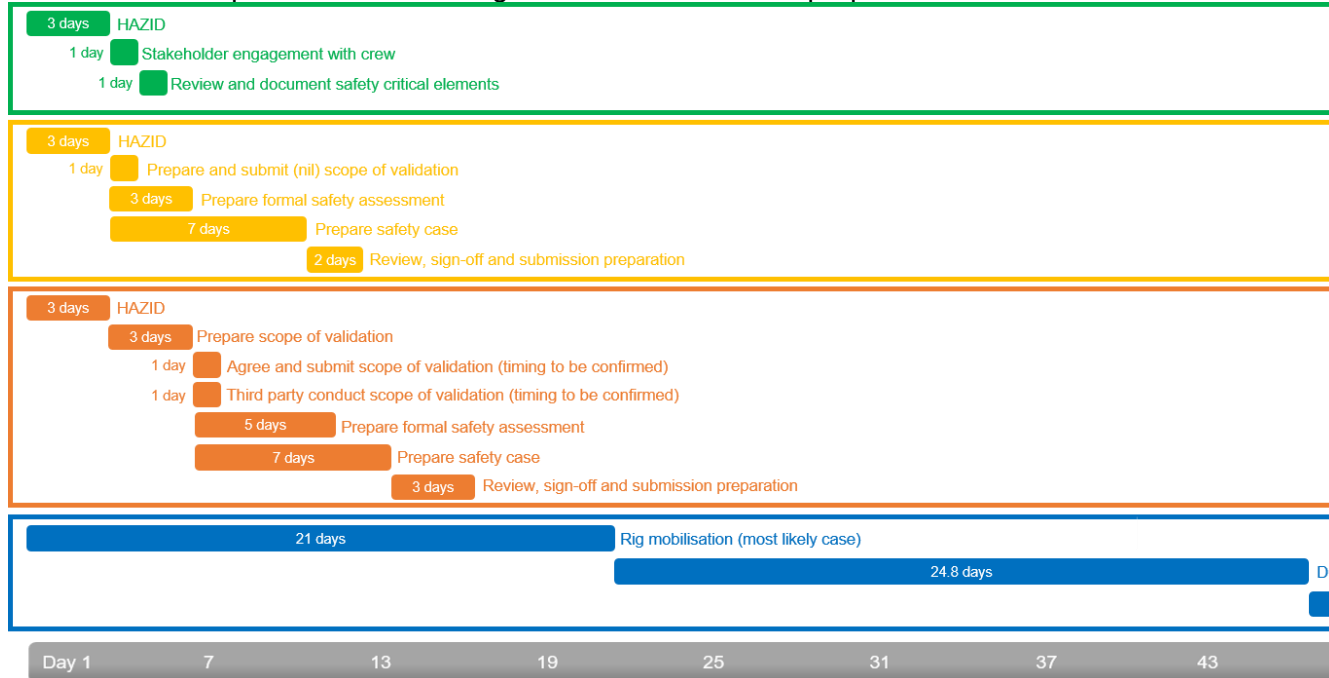 3 days HAZID
1 day Stakeholder engagement with crew
1 day Review and document safety critical elements
3 days HAZID
1 day Prepare and submit (nil) scope of validation
3 days Prepare formal safety assessment
7 days Prepare safety case
2 days Review, sign-off and submission preparation
3 days HAZID
3 days Prepare scope of validation
1 day Agree and submit scope of validation (timing to be confirmed)
1 day Third party conduct scope of validation (timing to be confirmed)
5 days Prepare formal safety assessment
7 days Prepare safety case
3 days Review, sign-off and submission preparation
21 days Rig mobilisation (most likely case)
24.8 days D
Day 1 7 13 19 25 31 37 43